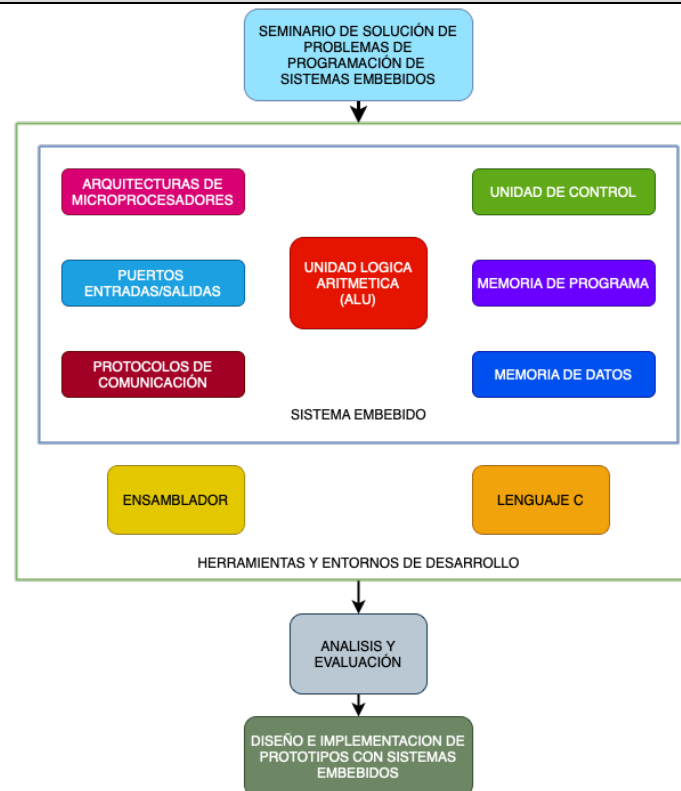 SEMINARIO DE SOLUCIÓN DE
PROBLEMAS DE
PROGRAMACIÓN DE
SISTEMAS EMBEBIDOS
ARQUITECTURAS DE
MICROPROCESADORES
UNIDAD DE CONTROL
PUERTOS
ENTRADAS/SALIDAS
UNIDAD LOGICA
ARITMETICA
(ALU)
MEMORIA DE PROGRAMA
PROTOCOLOS DE
COMUNICACIÓN
MEMORIA DE DATOS
SISTEMA EMBEBIDO
ENSAMBLADOR
LENGUAJE C
HERRAMIENTAS Y ENTORNOS DE DESARROLLO
ANALISIS Y
EVALUACIÓN
DISEÑO E IMPLEMENTACION DE
PROTOTIPOS CON SISTEMAS
EMBEBIDOS